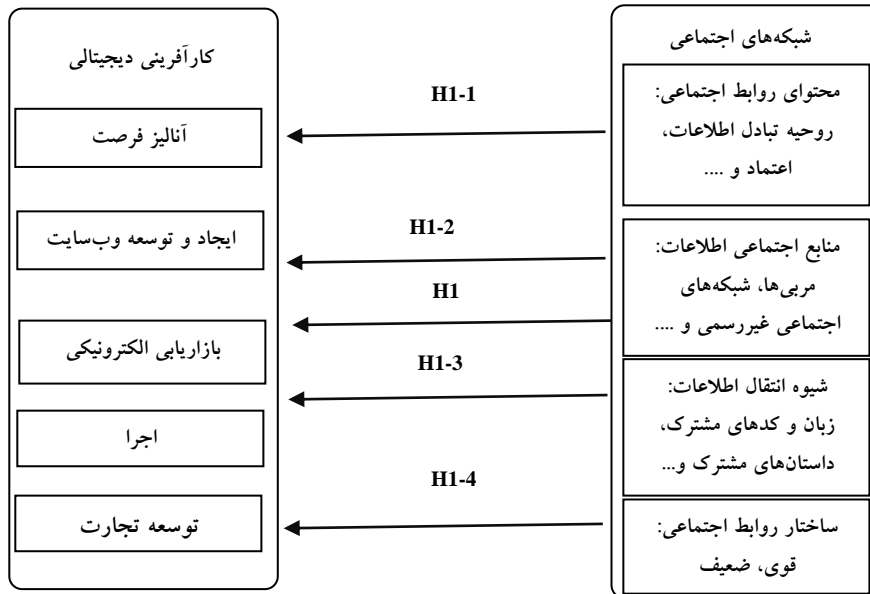 شبکه‌های اجتماعی
محتوای روابط اجتماعی:
روحیه تبادل اطلاعات،
اعتماد و ....
منابع اجتماعی اطلاعات:
مربی‌ها، شبکه‌های
اجتماعی غیررسمی و ....
شیوه انتقال اطلاعات:
زبان و کدهای مشترک،
داستان‌های مشترک و...
ساختار روابط اجتماعی:
قوی، ضعیف
H1-1
H1-2
H1
H1-3
H1-4
کارآفرینی دیجیتالی
آنالیز فرصت
ایجاد و توسعه وب‌سایت
بازاریابی الکترونیکی
اجرا
توسعه تجارت